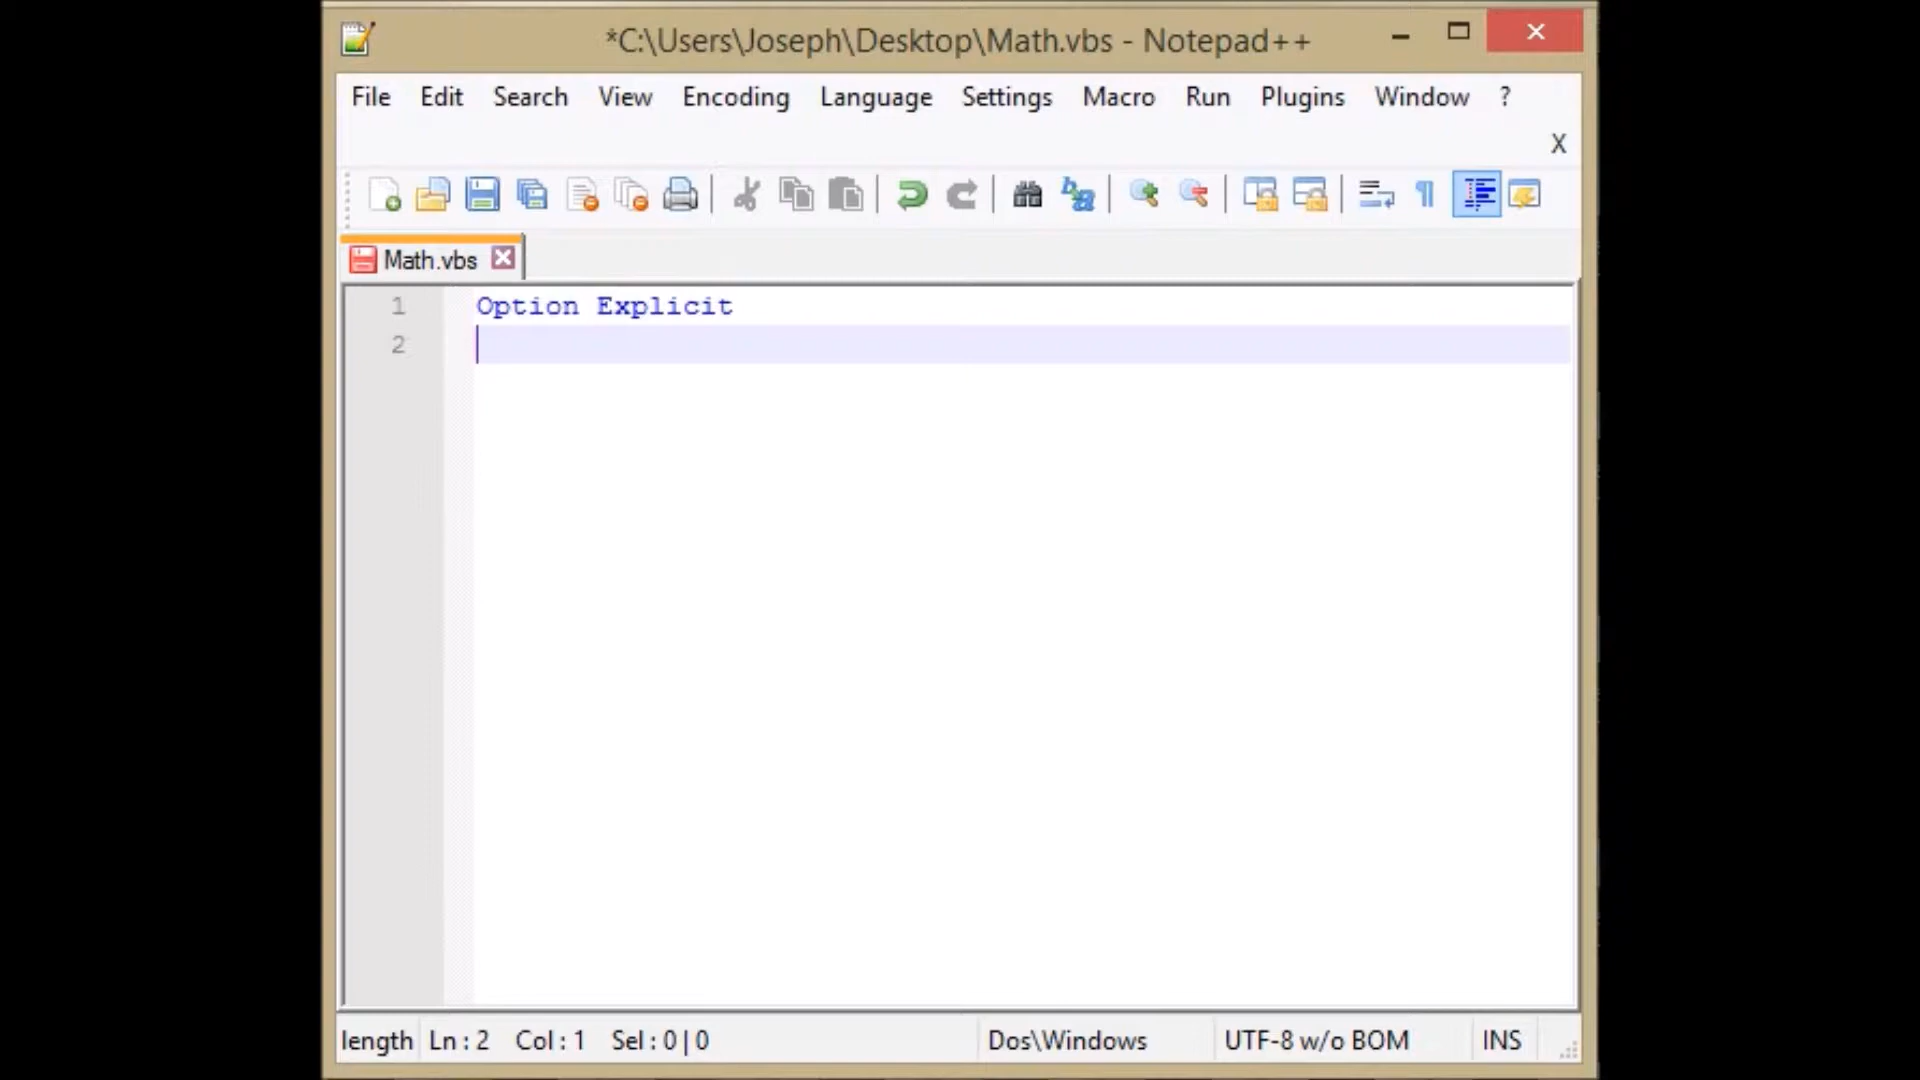 *C:\Users\Joseph\Desktop\Math.vbs - Notepad++
File Edit Search View Encoding Language Settings Macro Run Plugins Window ?
X
Math.vbs
1 Option Explicit
2
length Ln : 2 Col : 1 Sel : 0 | 0 Dos\Windows UTF-8 w/o BOM INS